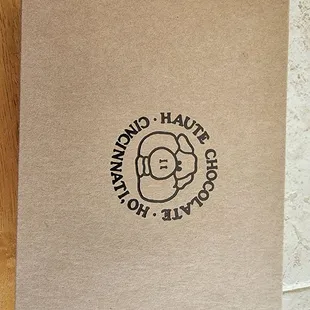 HAUTE CHOCOLATE ·
CINCINNATI, OH ·